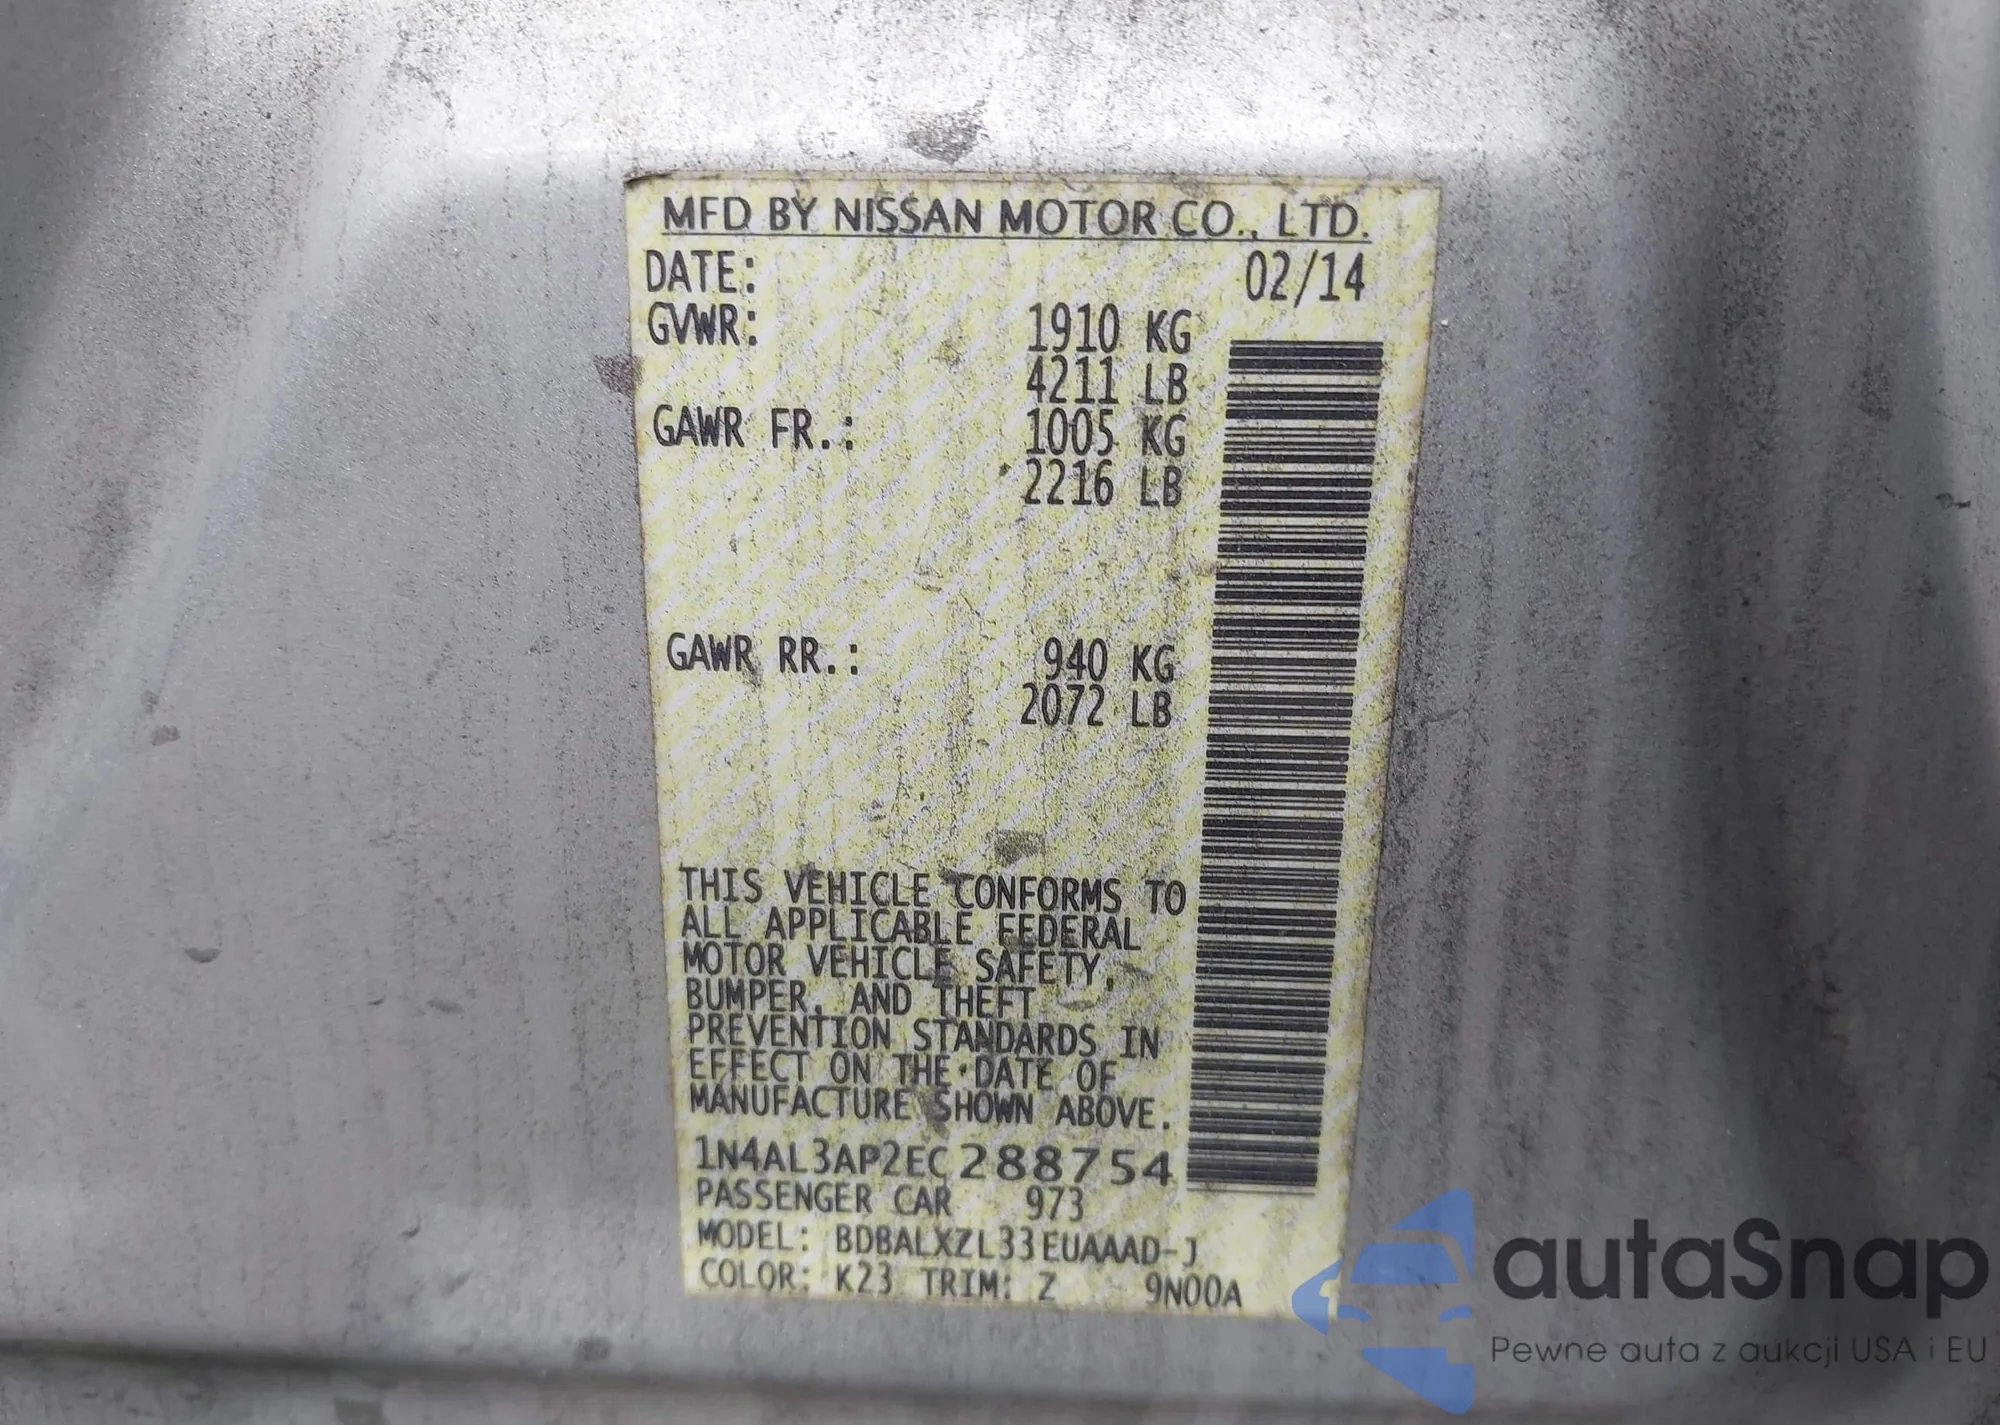 MFD BY NISSAN MOTOR CO., LTD.
DATE: 02/14
GVWR: 1910 KG
4211 LB
GAWR FR.: 1005 KG
2216 LB
GAWR RR.: 940 KG
2072 LB
THIS VEHICLE CONFORMS TO
ALL APPLICABLE FEDERAL
MOTOR VEHICLE SAFETY,
BUMPER, AND THEFT
PREVENTION STANDARDS IN
EFFECT ON THE DATE OF
MANUFACTURE SHOWN ABOVE.
1N4AL3AP2EC288754
PASSENGER CAR 973
MODEL: BDBALXZL33EUAAAD-J
COLOR: K23 TRIM: Z 9N00A
autaSnap
Pewne auta z aukcji USA i EU